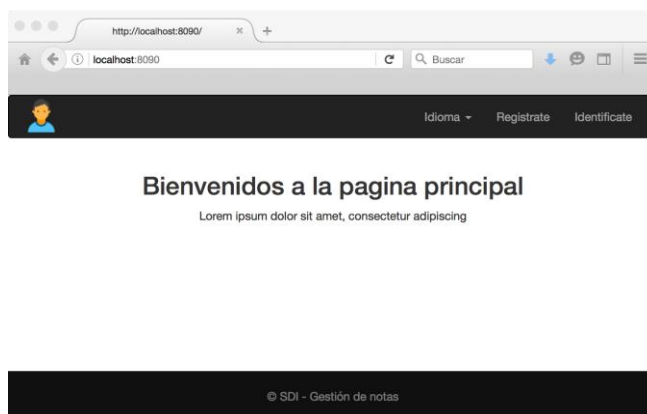 http://localhost:8090/
localhost:8090
Buscar
Idioma
Registrate
Identificate
Bienvenidos a la pagina principal
Lorem ipsum dolor sit amet, consectetur adipiscing
© SDI - Gestión de notas